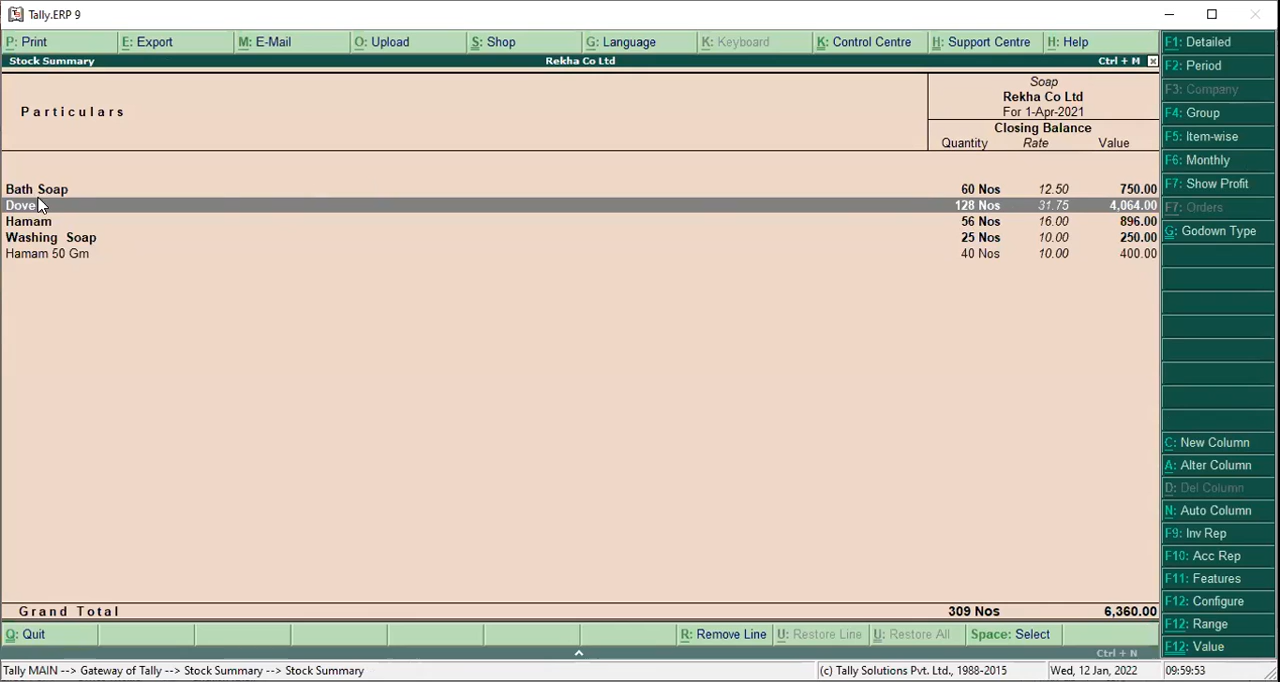 Tally.ERP 9
P: Print E: Export M: E-Mail O: Upload S: Shop G: Language K: Keyboard K: Control Centre H: Support Centre H: Help
Stock Summary Rekha Co Ltd Ctrl + M
Particulars
Soap
Rekha Co Ltd
For 1-Apr-2021
Closing Balance
Quantity Rate Value
Bath Soap 60 Nos 12.50 750.00
Dove 128 Nos 31.75 4,064.00
Hamam 56 Nos 16.00 896.00
Washing Soap 25 Nos 10.00 250.00
Hamam 50 Gm 40 Nos 10.00 400.00
Grand Total 309 Nos 6,360.00
F1: Detailed
F2: Period
F3: Company
F4: Group
F5: Item-wise
F6: Monthly
F7: Show Profit
F7: Orders
G: Godown Type
C: New Column
A: Alter Column
D: Del Column
N: Auto Column
F9: Inv Rep
F10: Acc Rep
F11: Features
F12: Configure
F12: Range
F12: Value
Q: Quit R: Remove Line U: Restore Line U: Restore All Space: Select
Ctrl + N
Tally MAIN --> Gateway of Tally --> Stock Summary --> Stock Summary (c) Tally Solutions Pvt. Ltd., 1988-2015 Wed, 12 Jan, 2022 09:59:53